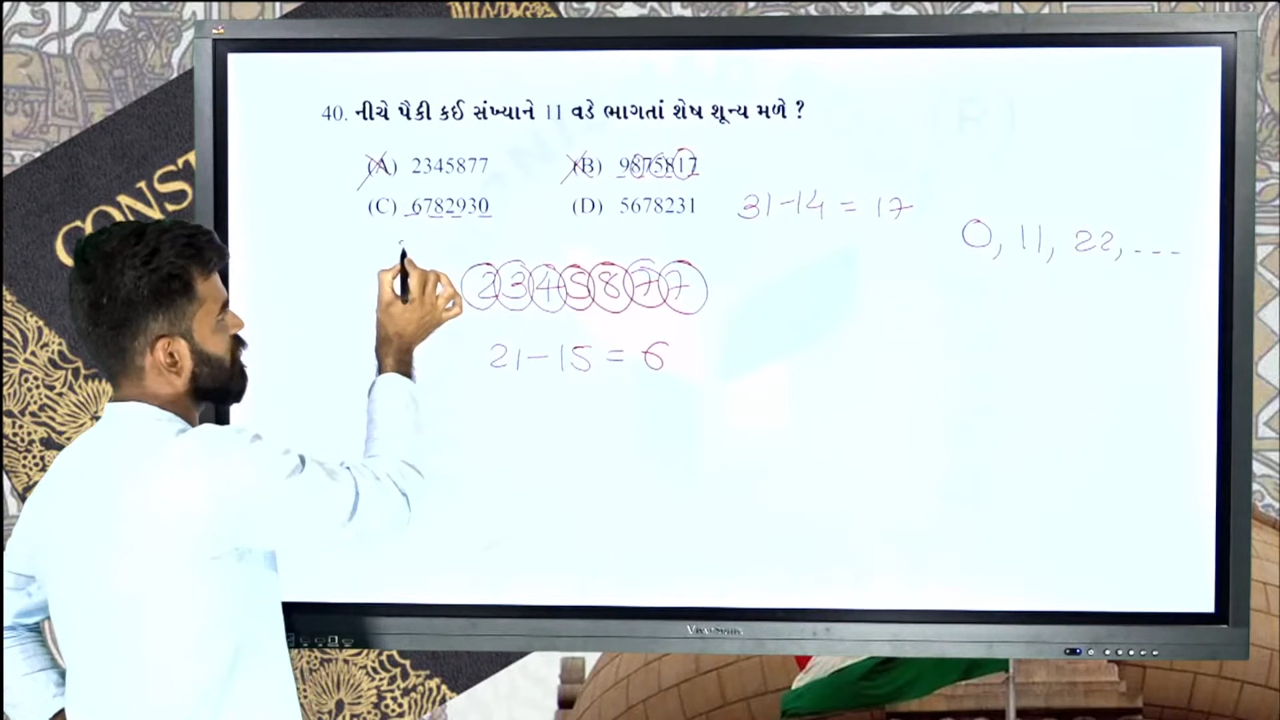 CONST
40. નીચે પૈકી કઈ સંખ્યાને 11 વડે ભાગતાં શેષ શૂન્ય મળે ?
(A) 2345877 (B) 9875817
(C) 6782930 (D) 5678231
31-14 = 17
0, 11, 22, ---
2345877
21-15 = 6
ViewSonic